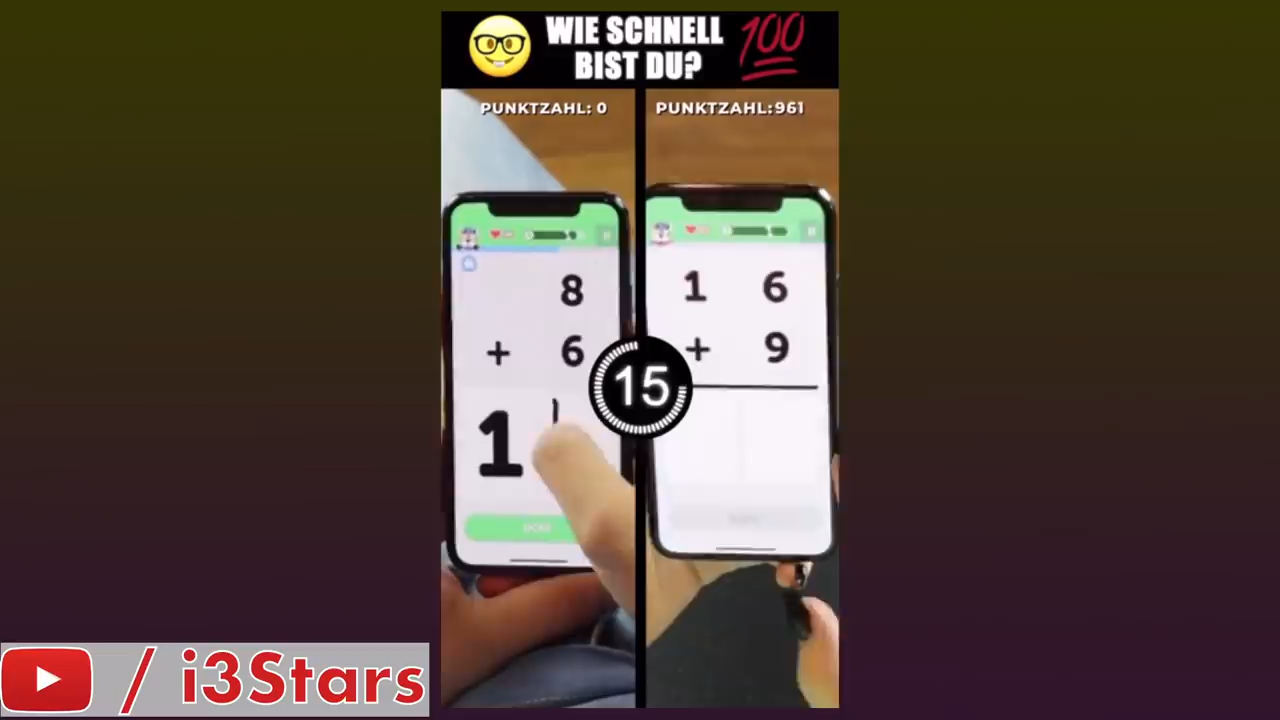 WIE SCHNELL
BIST DU?
100
PUNKTZAHL: 0
PUNKTZAHL:961
8
+ 6
1
1 6
+ 9
15
/ i3Stars